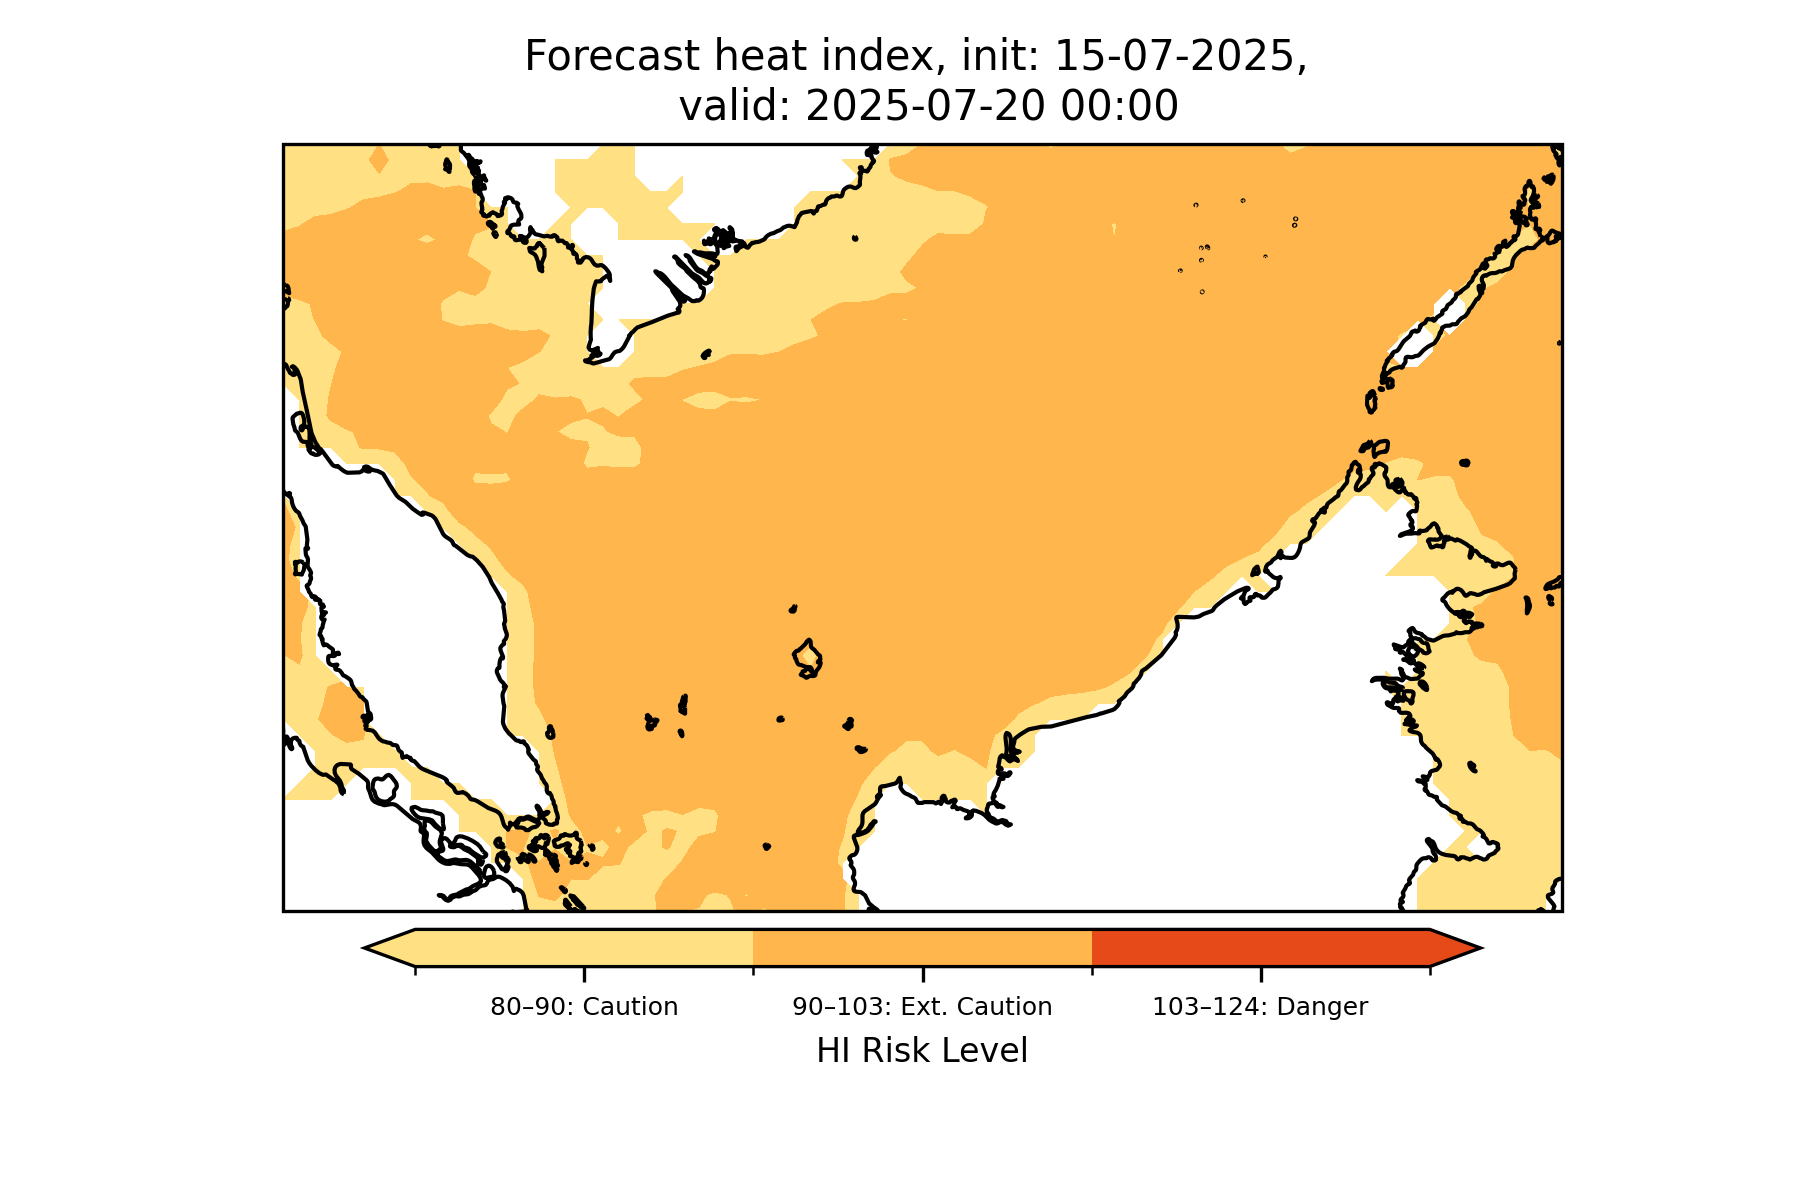 Forecast heat index, init: 15-07-2025,
valid: 2025-07-20 00:00
80–90: Caution
90–103: Ext. Caution
103–124: Danger
HI Risk Level